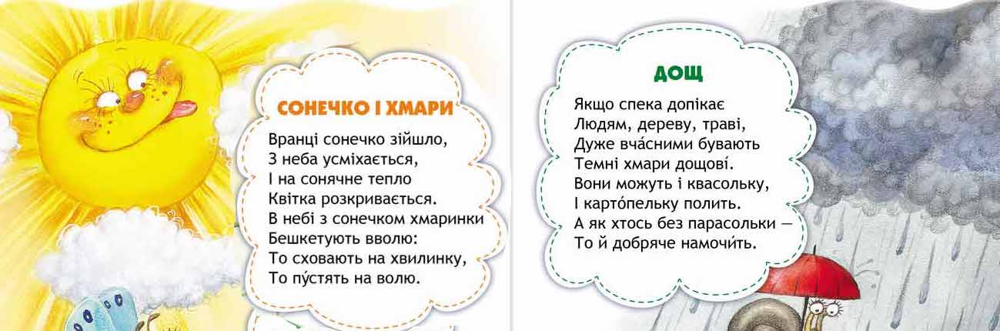 СОНЕЧКО І ХМАРИ
Вранці сонечко зійшло,
З неба усміхається,
І на сонячне тепло
Квітка розкривається.
В небі з сонечком хмаринки
Бешкетують вволю:
То сховають на хвилинку,
То пу́стять на волю.
ДОЩ
Якщо спека допікає
Людям, дереву, траві,
Дуже вча́сними бувають
Темні хмари дощові́.
Вони можуть і квасольку,
І карто́пельку полить.
А як хтось без парасольки —
То й добряче намочи́ть.